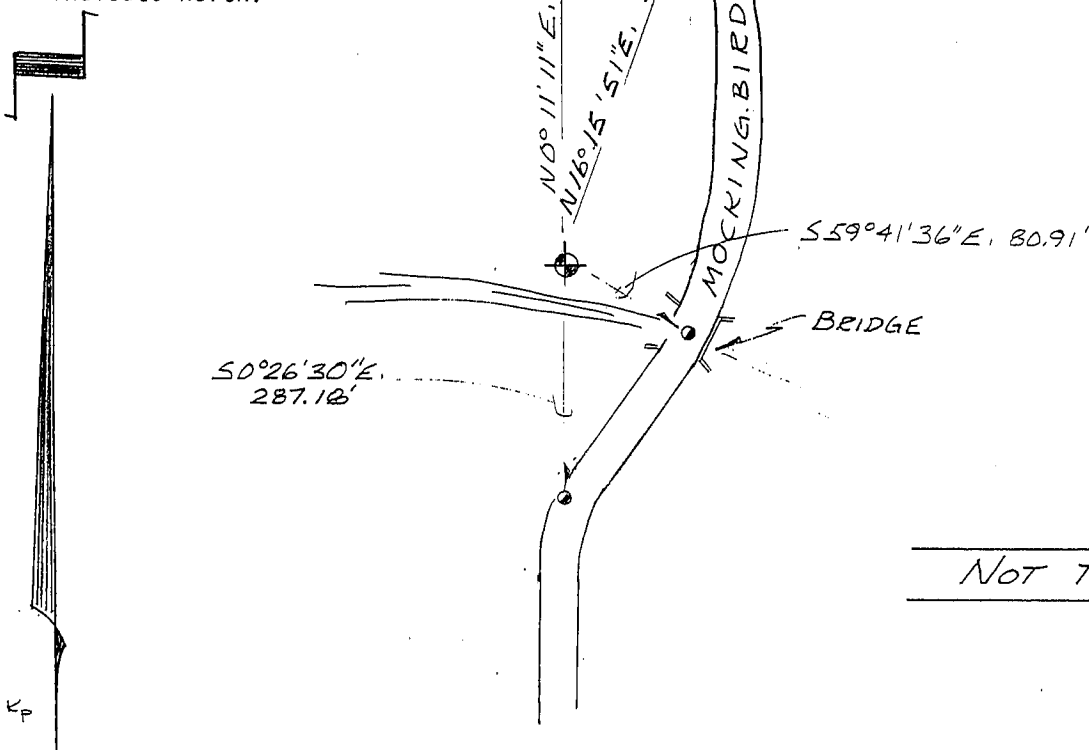 N0°11'11"E.
N16°15'51"E.
MOCKING.BIRD
S59°41'36"E, 80.91'
BRIDGE
S0°26'30"E.
287.18'
NOT
KP